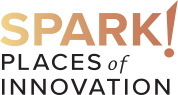 SPARK!
PLACES of
INNOVATION